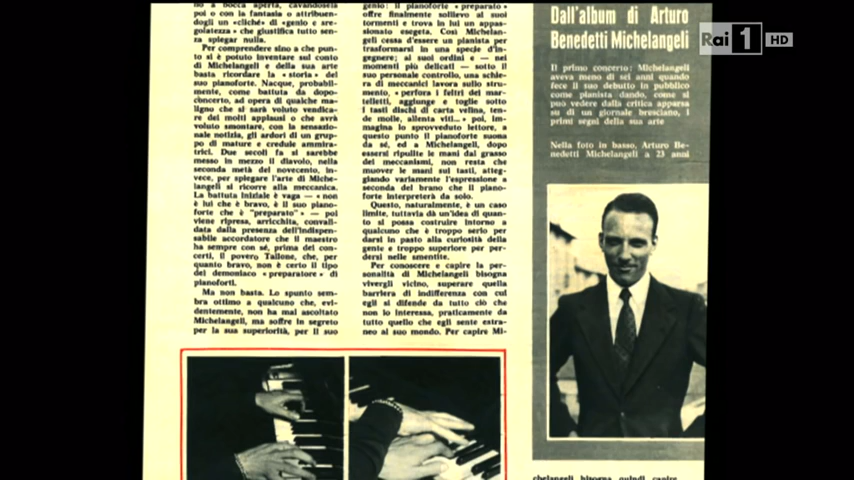 no a bocca aperta, cavandosela
poi o con la fantasia o attribuen-
dogli un «cliché» di «genio e sre-
golatezza» che giustifica tutto sen-
za spiegar nulla.
Per comprendere sino a che punto
si è potuto inventare sul conto
di Michelangeli e della sua arte
basta ricordare la «storia» del
suo pianoforte. Nacque, probabil-
mente, come battuta da dopo-
concerto, ad opera di qualche ma-
ligno che si sarà voluto vendica-
re dei molti applausi o che avrà
voluto smontare, con la sensazio-
nale notizia, gli ardori di un grup-
po di mature e credule ammira-
trici. Due secoli fa si sarebbe
messo in mezzo il diavolo, nella
seconda metà del novecento, in-
vece, per spiegar l'arte di Miche-
langeli si ricorre alla meccanica.
La battuta iniziale è vaga — «non
è lui che è bravo, è il suo piano-
forte che è "preparato"» — poi
viene ripresa, arricchita, convali-
data dalla presenza dell'indispen-
sabile accordatore che il maestro
ha sempre con sé, prima dei con-
certi, il povero Tallone, che, per
quanto bravo, non è certo il tipo
del demoniaco «preparatore» di
pianoforti.
Ma non basta. Lo spunto sem-
bra ottimo a qualcuno che, evi-
dentemente, non ha mai ascoltato
Michelangeli, ma soffre in segreto
per la sua superiorità, per il suo
genio: il pianoforte «preparato»
offre finalmente sollievo ai suoi
tormenti e trova in lui un appas-
sionato esegeta. Così Michelan-
geli cessa d'essere un pianista per
trasformarsi in una specie d'in-
gegnere; ai suoi ordini e — nei
momenti più delicati — sotto il
suo personale controllo, una schie-
ra di meccanici lavora sullo stru-
mento, «perfora i feltri dei mar-
telletti, aggiunge e toglie sotto
i tasti dischi di carta velina, ten-
de molle, allenta viti...» poi, im-
magina lo sprovveduto lettore, a
questo punto il pianoforte suona
da sé, ed a Michelangeli, dopo
essersi ripulite le mani dal grasso
dei meccanismi, non resta che
muovere le mani sui tasti, atteg-
giando variamente l'espressione a
seconda del brano che il piano-
forte interpreterà da solo.
Questo, naturalmente, è un caso
limite, tuttavia dà un'idea di quan-
to si possa costruire intorno a
qualcuno che è troppo serio per
darsi in pasto alla curiosità della
gente e troppo superiore per per-
dersi nelle smentite.
Per conoscere e capire la per-
sonalità di Michelangeli bisogna
vivergli vicino, superare quella
barriera di indifferenza con cui
egli si difende da tutto ciò che
non lo interessa, praticamente da
tutto quello che egli sente estra-
neo al suo mondo. Per capire Mi-
Dall'album di Arturo
Benedetti Michelangeli
Il primo concerto: Michelangeli
aveva meno di sei anni quando
fece il suo debutto in pubblico
come pianista dando, come si
può vedere dalla critica apparsa
su di un giornale bresciano, i
primi segni della sua arte
Nella foto in basso, Arturo Be-
nedetti Michelangeli a 23 anni
chelangeli bisogna quindi capire
Rai 1 HD